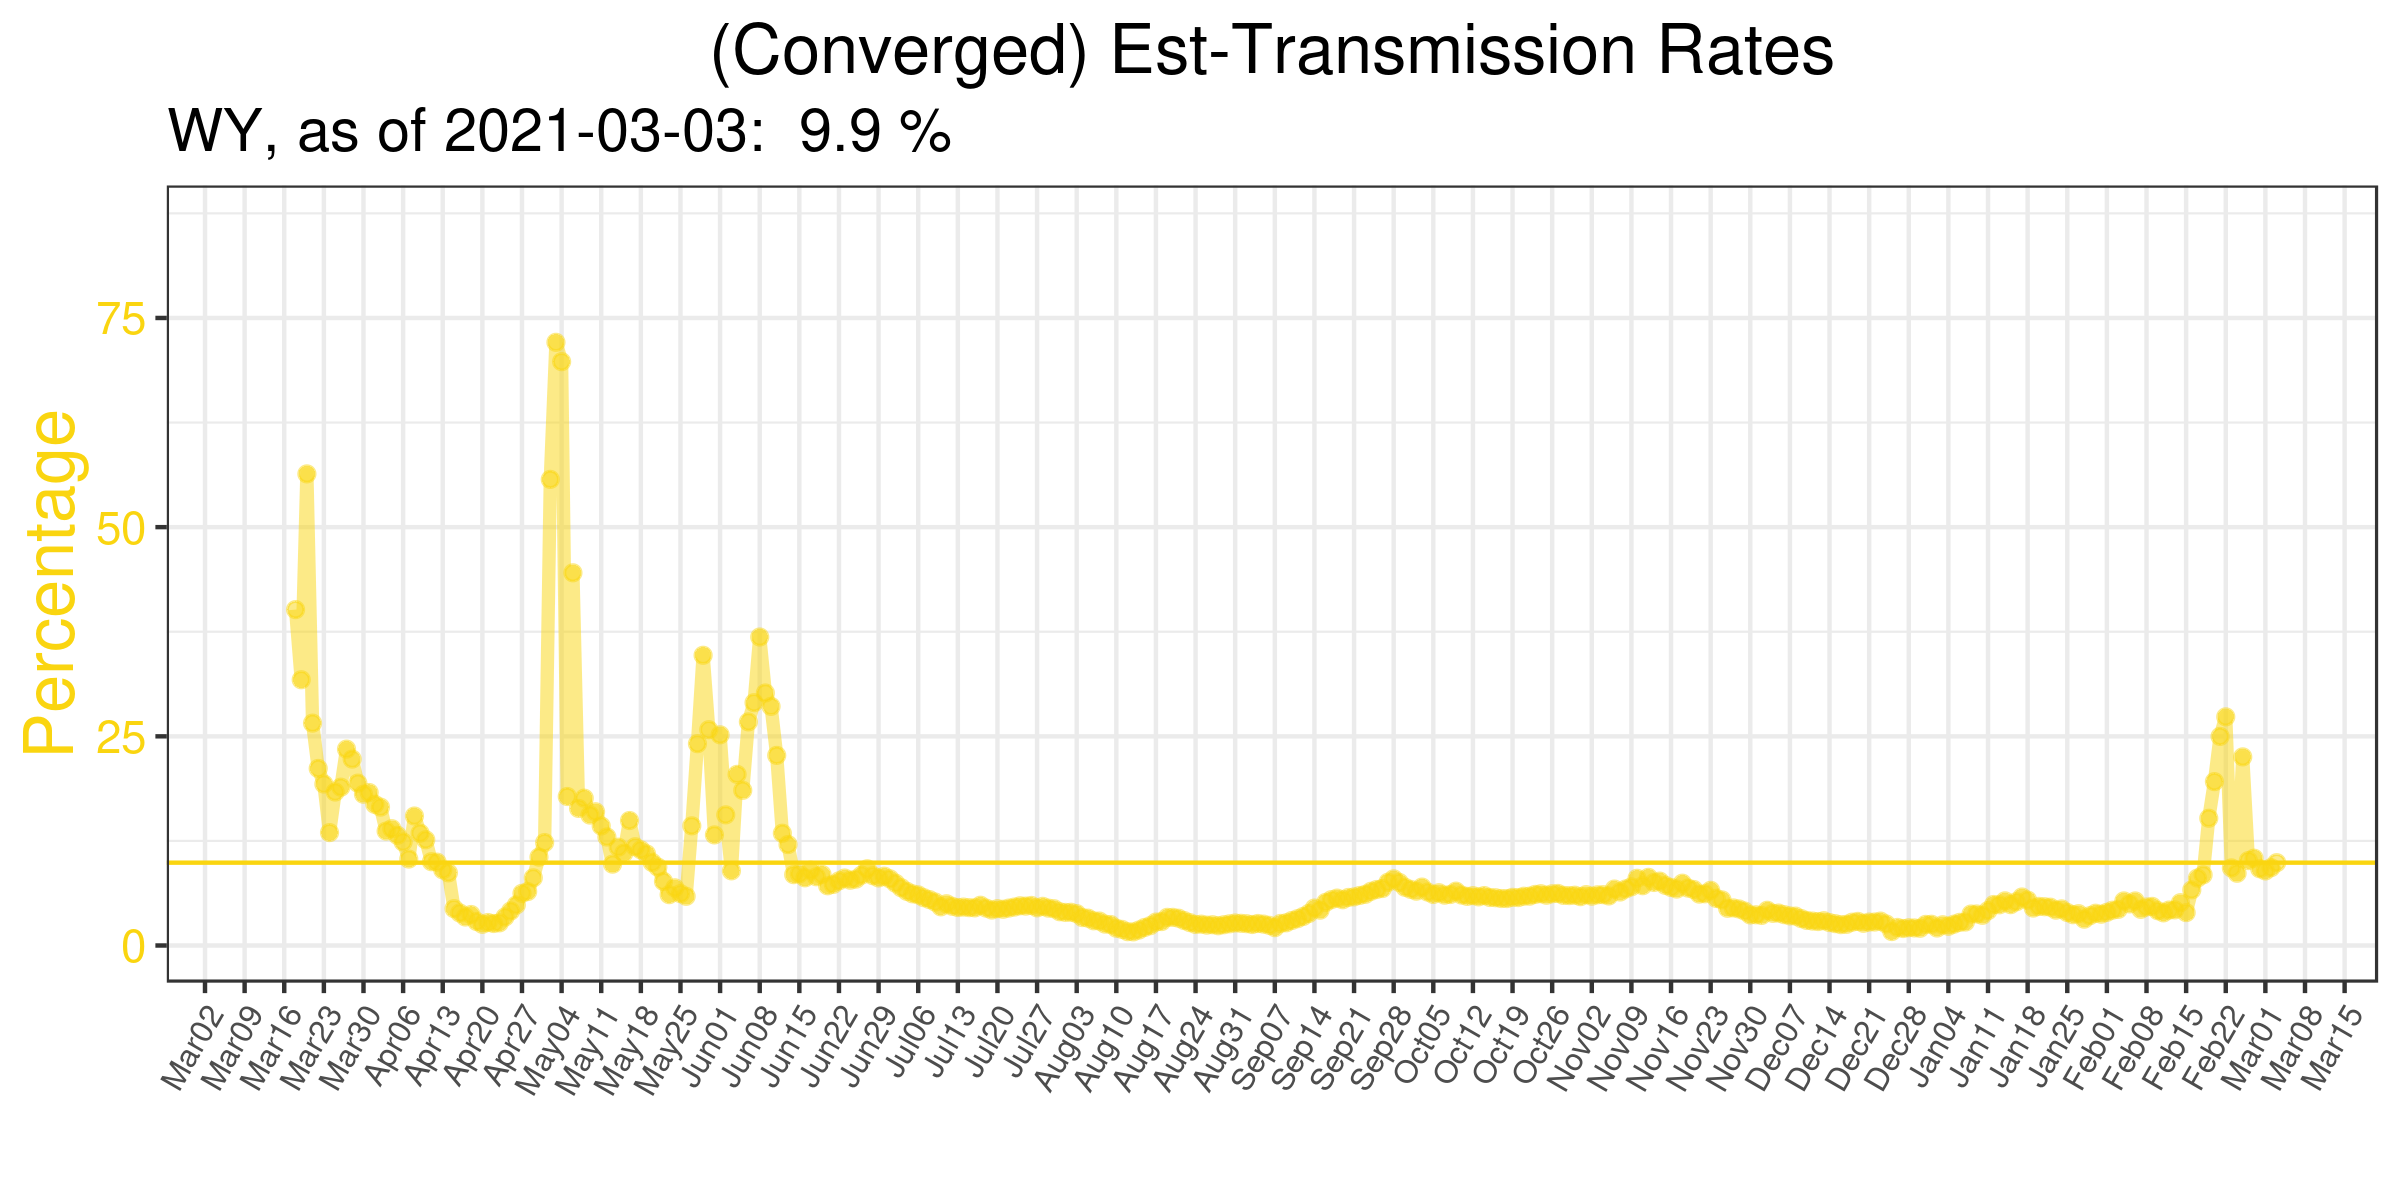 (Converged) Est-Transmission Rates
WY, as of 2021-03-03:  9.9 %
Percentage
75
50
25
0
Mar02
Mar09
Mar16
Mar23
Mar30
Apr06
Apr13
Apr20
Apr27
May04
May11
May18
May25
Jun01
Jun08
Jun15
Jun22
Jun29
Jul06
Jul13
Jul20
Jul27
Aug03
Aug10
Aug17
Aug24
Aug31
Sep07
Sep14
Sep21
Sep28
Oct05
Oct12
Oct19
Oct26
Nov02
Nov09
Nov16
Nov23
Nov30
Dec07
Dec14
Dec21
Dec28
Jan04
Jan11
Jan18
Jan25
Feb01
Feb08
Feb15
Feb22
Mar01
Mar08
Mar15